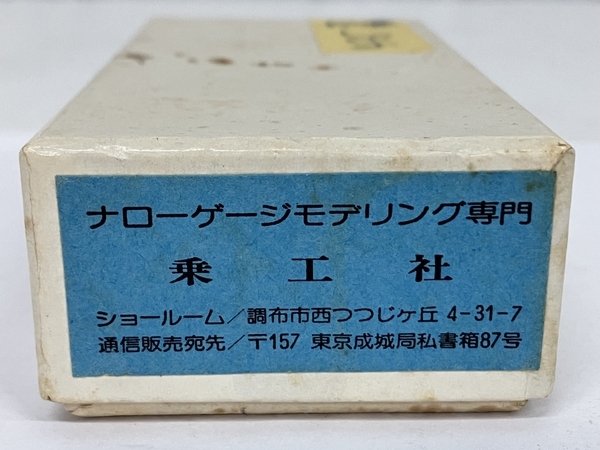 ナローゲージモデリング専門
乗工社
ショールーム/調布市西つつじヶ丘 4-31-7
通信販売宛先/〒157 東京成城局私書箱87号